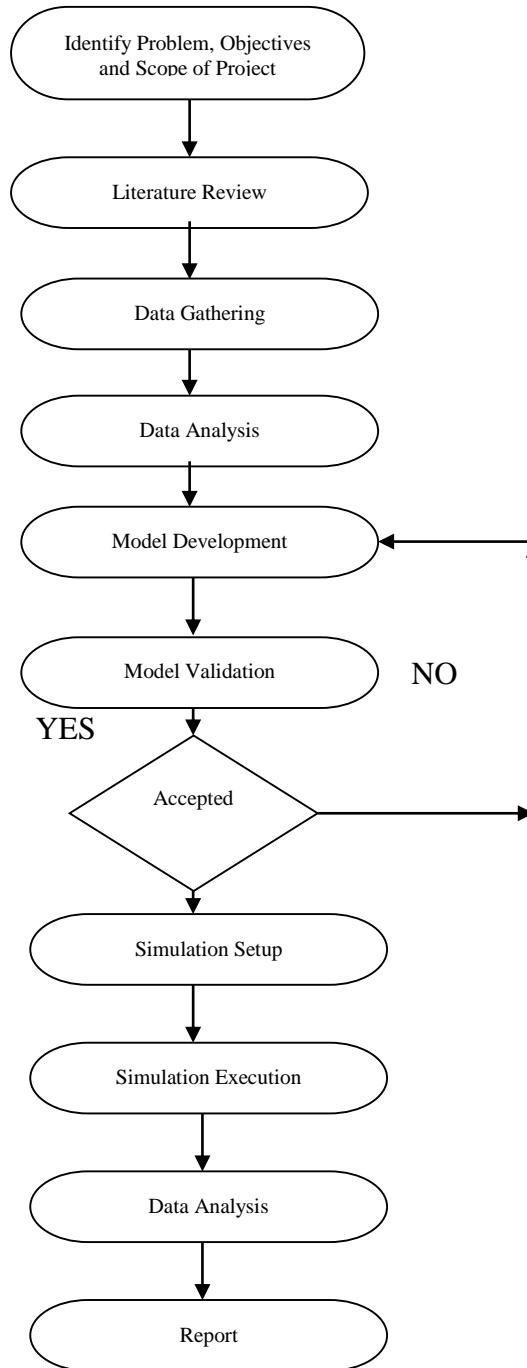 Identify Problem, Objectives
and Scope of Project
Literature Review
Data Gathering
Data Analysis
Model Development
Model Validation
NO
YES
Accepted
Simulation Setup
Simulation Execution
Data Analysis
Report